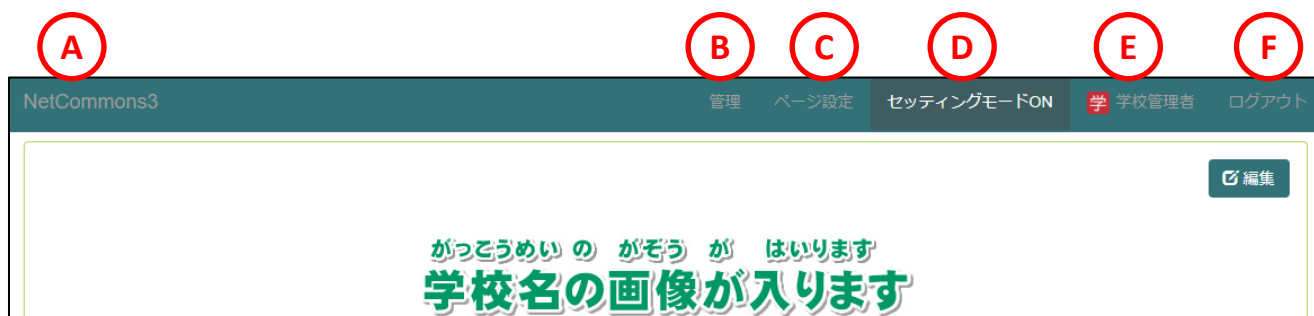 A B C D E F
NetCommons3 管理 ページ設定 セッティングモードON 学 学校管理者 ログアウト
編集
がっこうめい の がぞう が はいります
学校名の画像が入ります